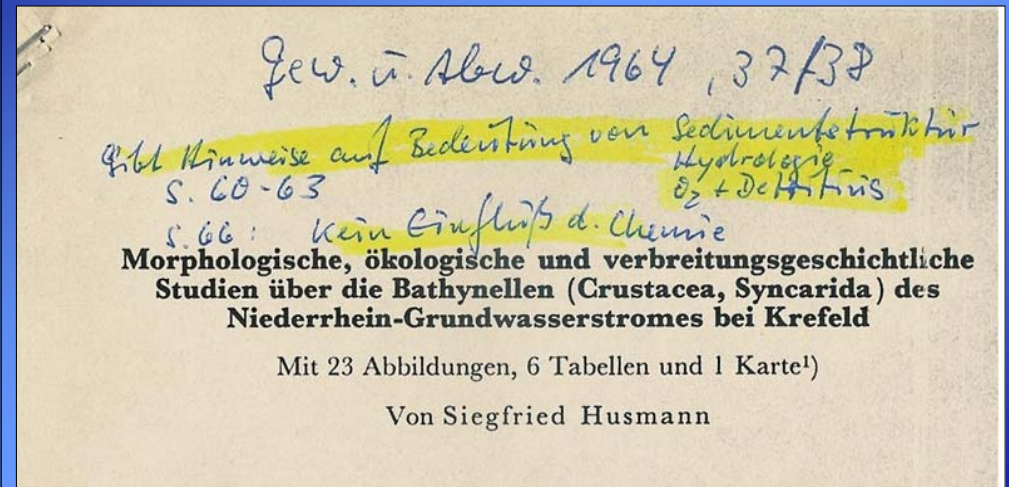 Gew. u. Abw. 1964, 37/38
Gibt Hinweise auf Bedeutung von Sedimentstruktur
Hydrologie
S. 60-63 O₂ + Detritus
S. 66: Kein Einfluß d. Chemie
Morphologische, ökologische und verbreitungsgeschichtliche
Studien über die Bathynellen (Crustacea, Syncarida) des
Niederrhein-Grundwasserstromes bei Krefeld
Mit 23 Abbildungen, 6 Tabellen und 1 Karte¹)
Von Siegfried Husmann